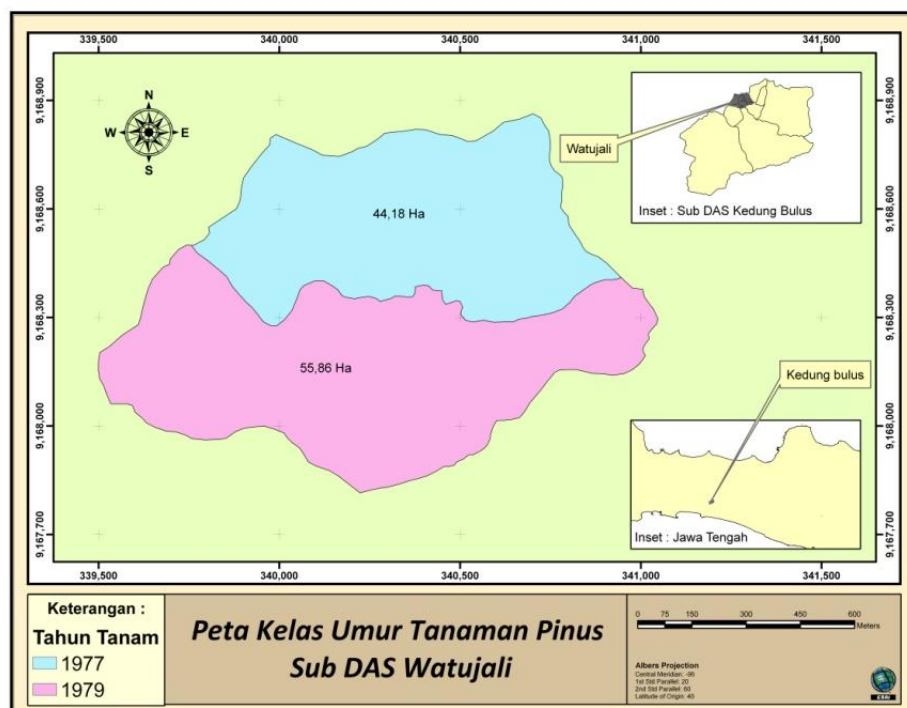 339,500 340,000 340,500 341,000 341,500
9,168,900
9,168,600
9,168,300
9,168,000
9,167,700
N
W E
S
44,18 Ha
55,86 Ha
Watujali
Inset : Sub DAS Kedung Bulus
Kedung bulus
Inset : Jawa Tengah
9,168,900
9,168,600
9,168,300
9,168,000
9,167,700
339,500 340,000 340,500 341,000 341,500
Keterangan :
Tahun Tanam
1977
1979
Peta Kelas Umur Tanaman Pinus
Sub DAS Watujali
0 75 150 300 450 600
Meters
Albers Projection
Central Meridian: -96
1st Std Parallel: 20
2nd Std Parallel: 60
Latitude of Origin: 40
ESRI